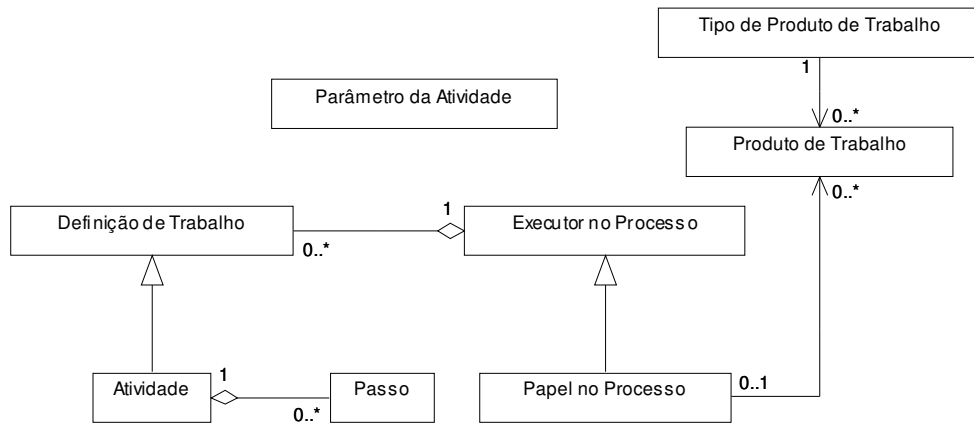 Tipo de Produto de Trabalho
1
Parâmetro da Atividade
0..*
Produto de Trabalho
0..*
Definição de Trabalho
1
Executor no Processo
0..*
Atividade
1
Passo
0..*
Papel no Processo
0..1